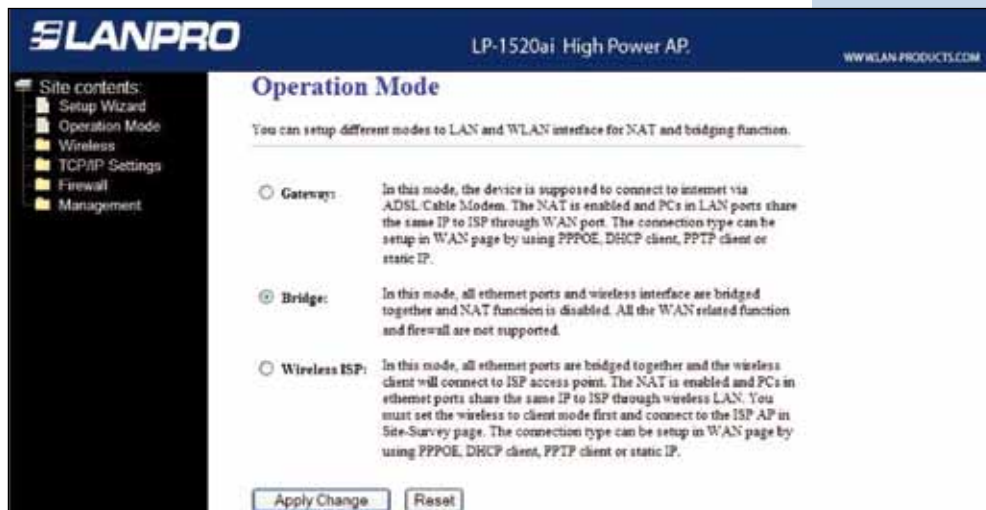 LANPRO
LP-1520ai High Power AP.
WWW.LAN-PRODUCTS.COM
Site contents:
Setup Wizard
Operation Mode
Wireless
TCP/IP Settings
Firewall
Management
Operation Mode
You can setup different modes to LAN and WLAN interface for NAT and bridging function.
Gateway:
In this mode, the device is supposed to connect to internet via
ADSL/Cable Modem. The NAT is enabled and PCs in LAN ports share
the same IP to ISP through WAN port. The connection type can be
setup in WAN page by using PPPOE, DHCP client, PPTP client or
static IP.
Bridge:
In this mode, all ethernet ports and wireless interface are bridged
together and NAT function is disabled. All the WAN related function
and firewall are not supported.
Wireless ISP:
In this mode, all ethernet ports are bridged together and the wireless
client will connect to ISP access point. The NAT is enabled and PCs in
ethernet ports share the same IP to ISP through wireless LAN. You
must set the wireless to client mode first and connect to the ISP AP in
Site-Survey page. The connection type can be setup in WAN page by
using PPPOE, DHCP client, PPTP client or static IP.
Apply Change
Reset